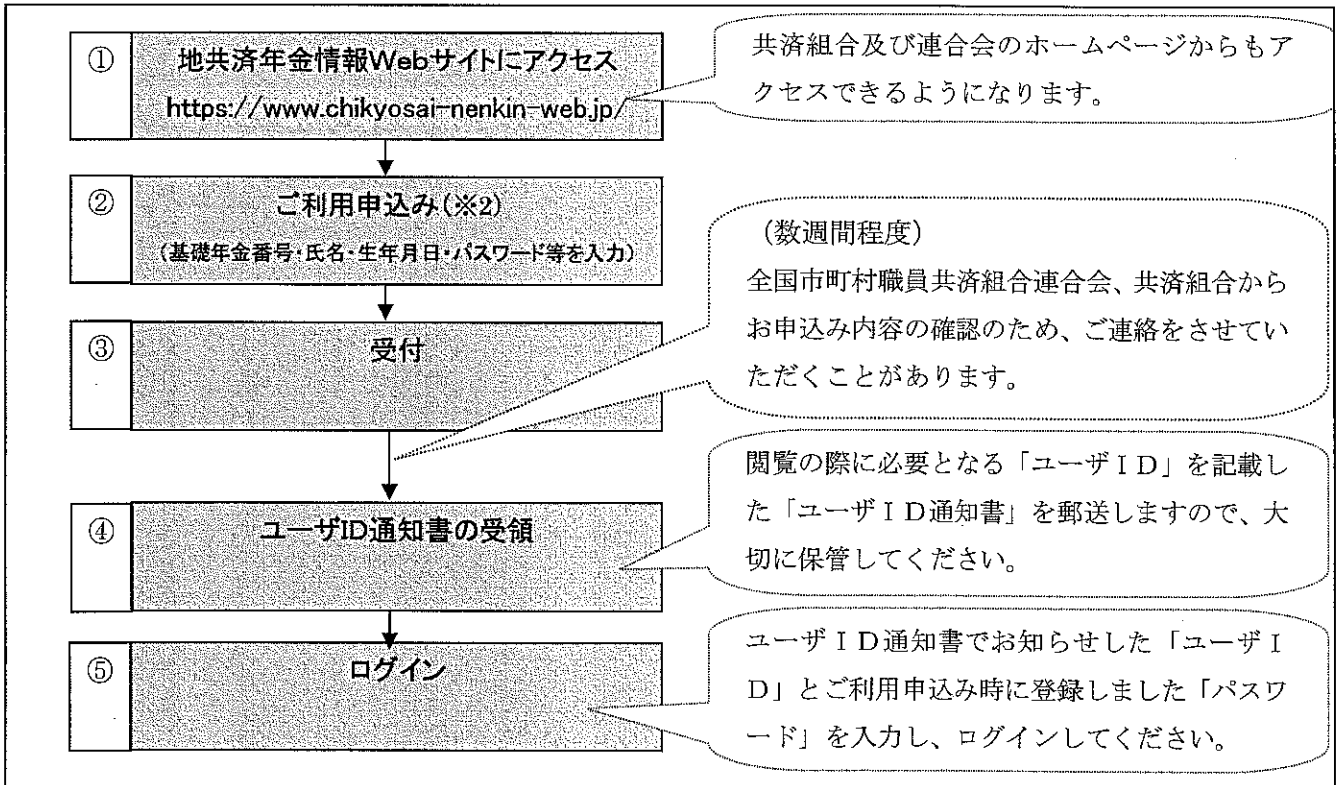 ①
地共済年金情報Webサイトにアクセス
https://www.chikyosai-nenkin-web.jp/
共済組合及び連合会のホームページからもア
クセスできるようになります。
②
ご利用申込み(※2)
(基礎年金番号・氏名・生年月日・パスワード等を入力)
③
受付
(数週間程度)
全国市町村職員共済組合連合会、共済組合から
お申込み内容の確認のため、ご連絡をさせてい
ただくことがあります。
④
ユーザID通知書の受領
閲覧の際に必要となる「ユーザID」を記載し
た「ユーザID通知書」を郵送しますので、大
切に保管してください。
⑤
ログイン
ユーザID通知書でお知らせした「ユーザI
D」とご利用申込み時に登録しました「パスワ
ード」を入力し、ログインしてください。